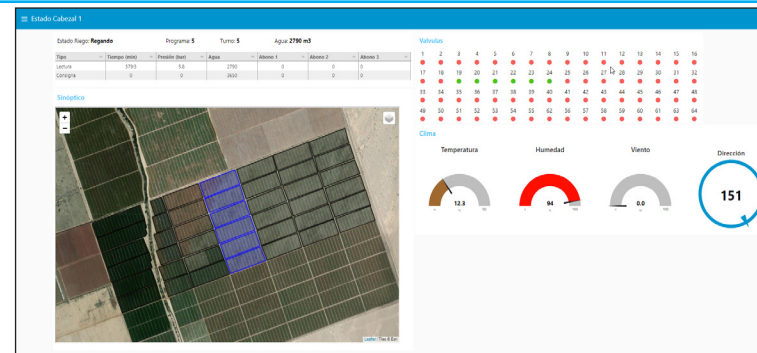 ≡ Estado Cabezal 1
Estado Riego: Regando Programa: 5 Turno: 5 Agua: 2790 m3
Tipo Tiempo (min) Presión (bar) Agua Abono 1 Abono 2 Abono 3
Lectura 5.8 2790 0 0 0
Consigna 0 0 3630 0 0 0
Sinóptico
+
−
Leaflet | Tiles © Esri
Valvulas
1 2 3 4 5 6 7 8 9 10 11 12 13 14 15 16
17 18 19 20 21 22 23 24 25 26 27 28 29 30 31 32
33 34 35 36 37 38 39 40 41 42 43 44 45 46 47 48
49 50 51 52 53 54 55 62 56 57 58 59 60 61 63 64
Clima
Temperatura Humedad Viento Dirección
12.3 94 0.0 151